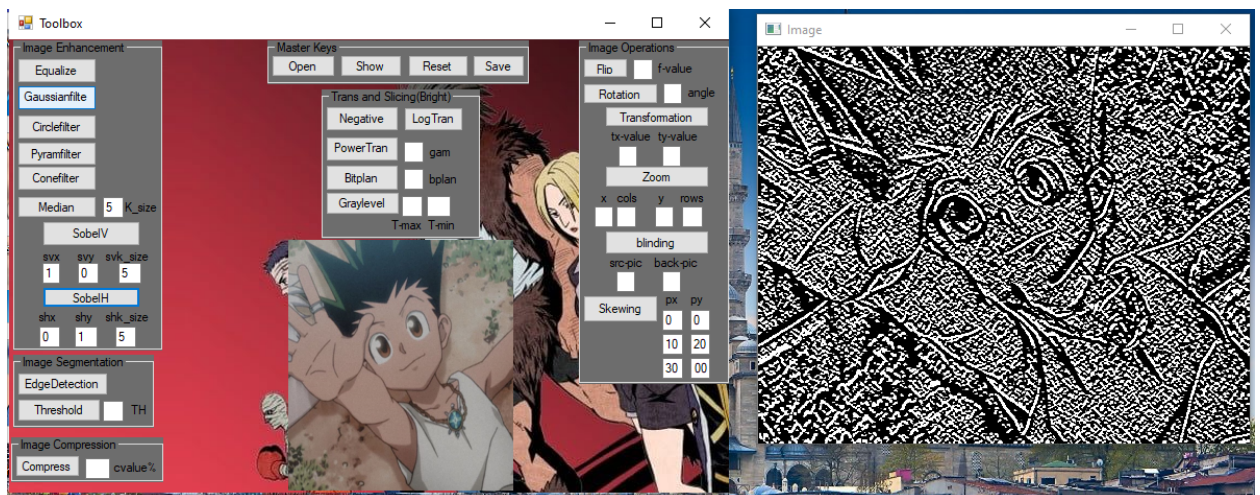 Toolbox
Image Enhancement
Equalize
Gaussianfilte
Circlefilter
Pyramfilter
Conefilter
Median 5 K_size
SobelV
svx svy svk_size
1 0 5
SobelH
shx shy shk_size
0 1 5
Image Segmentation
EdgeDetection
Threshold TH
Image Compression
Compress cvalue%
Master Keys
Open Show Reset Save
Trans and Slicing(Bright)
Negative LogTran
PowerTran gam
Bitplan bplan
Graylevel
T-max T-min
Image Operations
Flip f-value
Rotation angle
Transformation
tx-value ty-value
Zoom
x cols y rows
blinding
src-pic back-pic
Skewing px py
0 0
10 20
30 00
Image